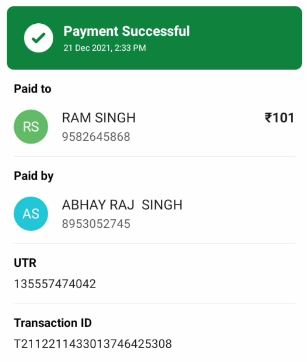 Payment Successful
21 Dec 2021, 2:33 PM
Paid to
RS
RAM SINGH
₹101
9582645868
Paid by
AS
ABHAY RAJ SINGH
8953052745
UTR
135557474042
Transaction ID
T2112211433013746425308